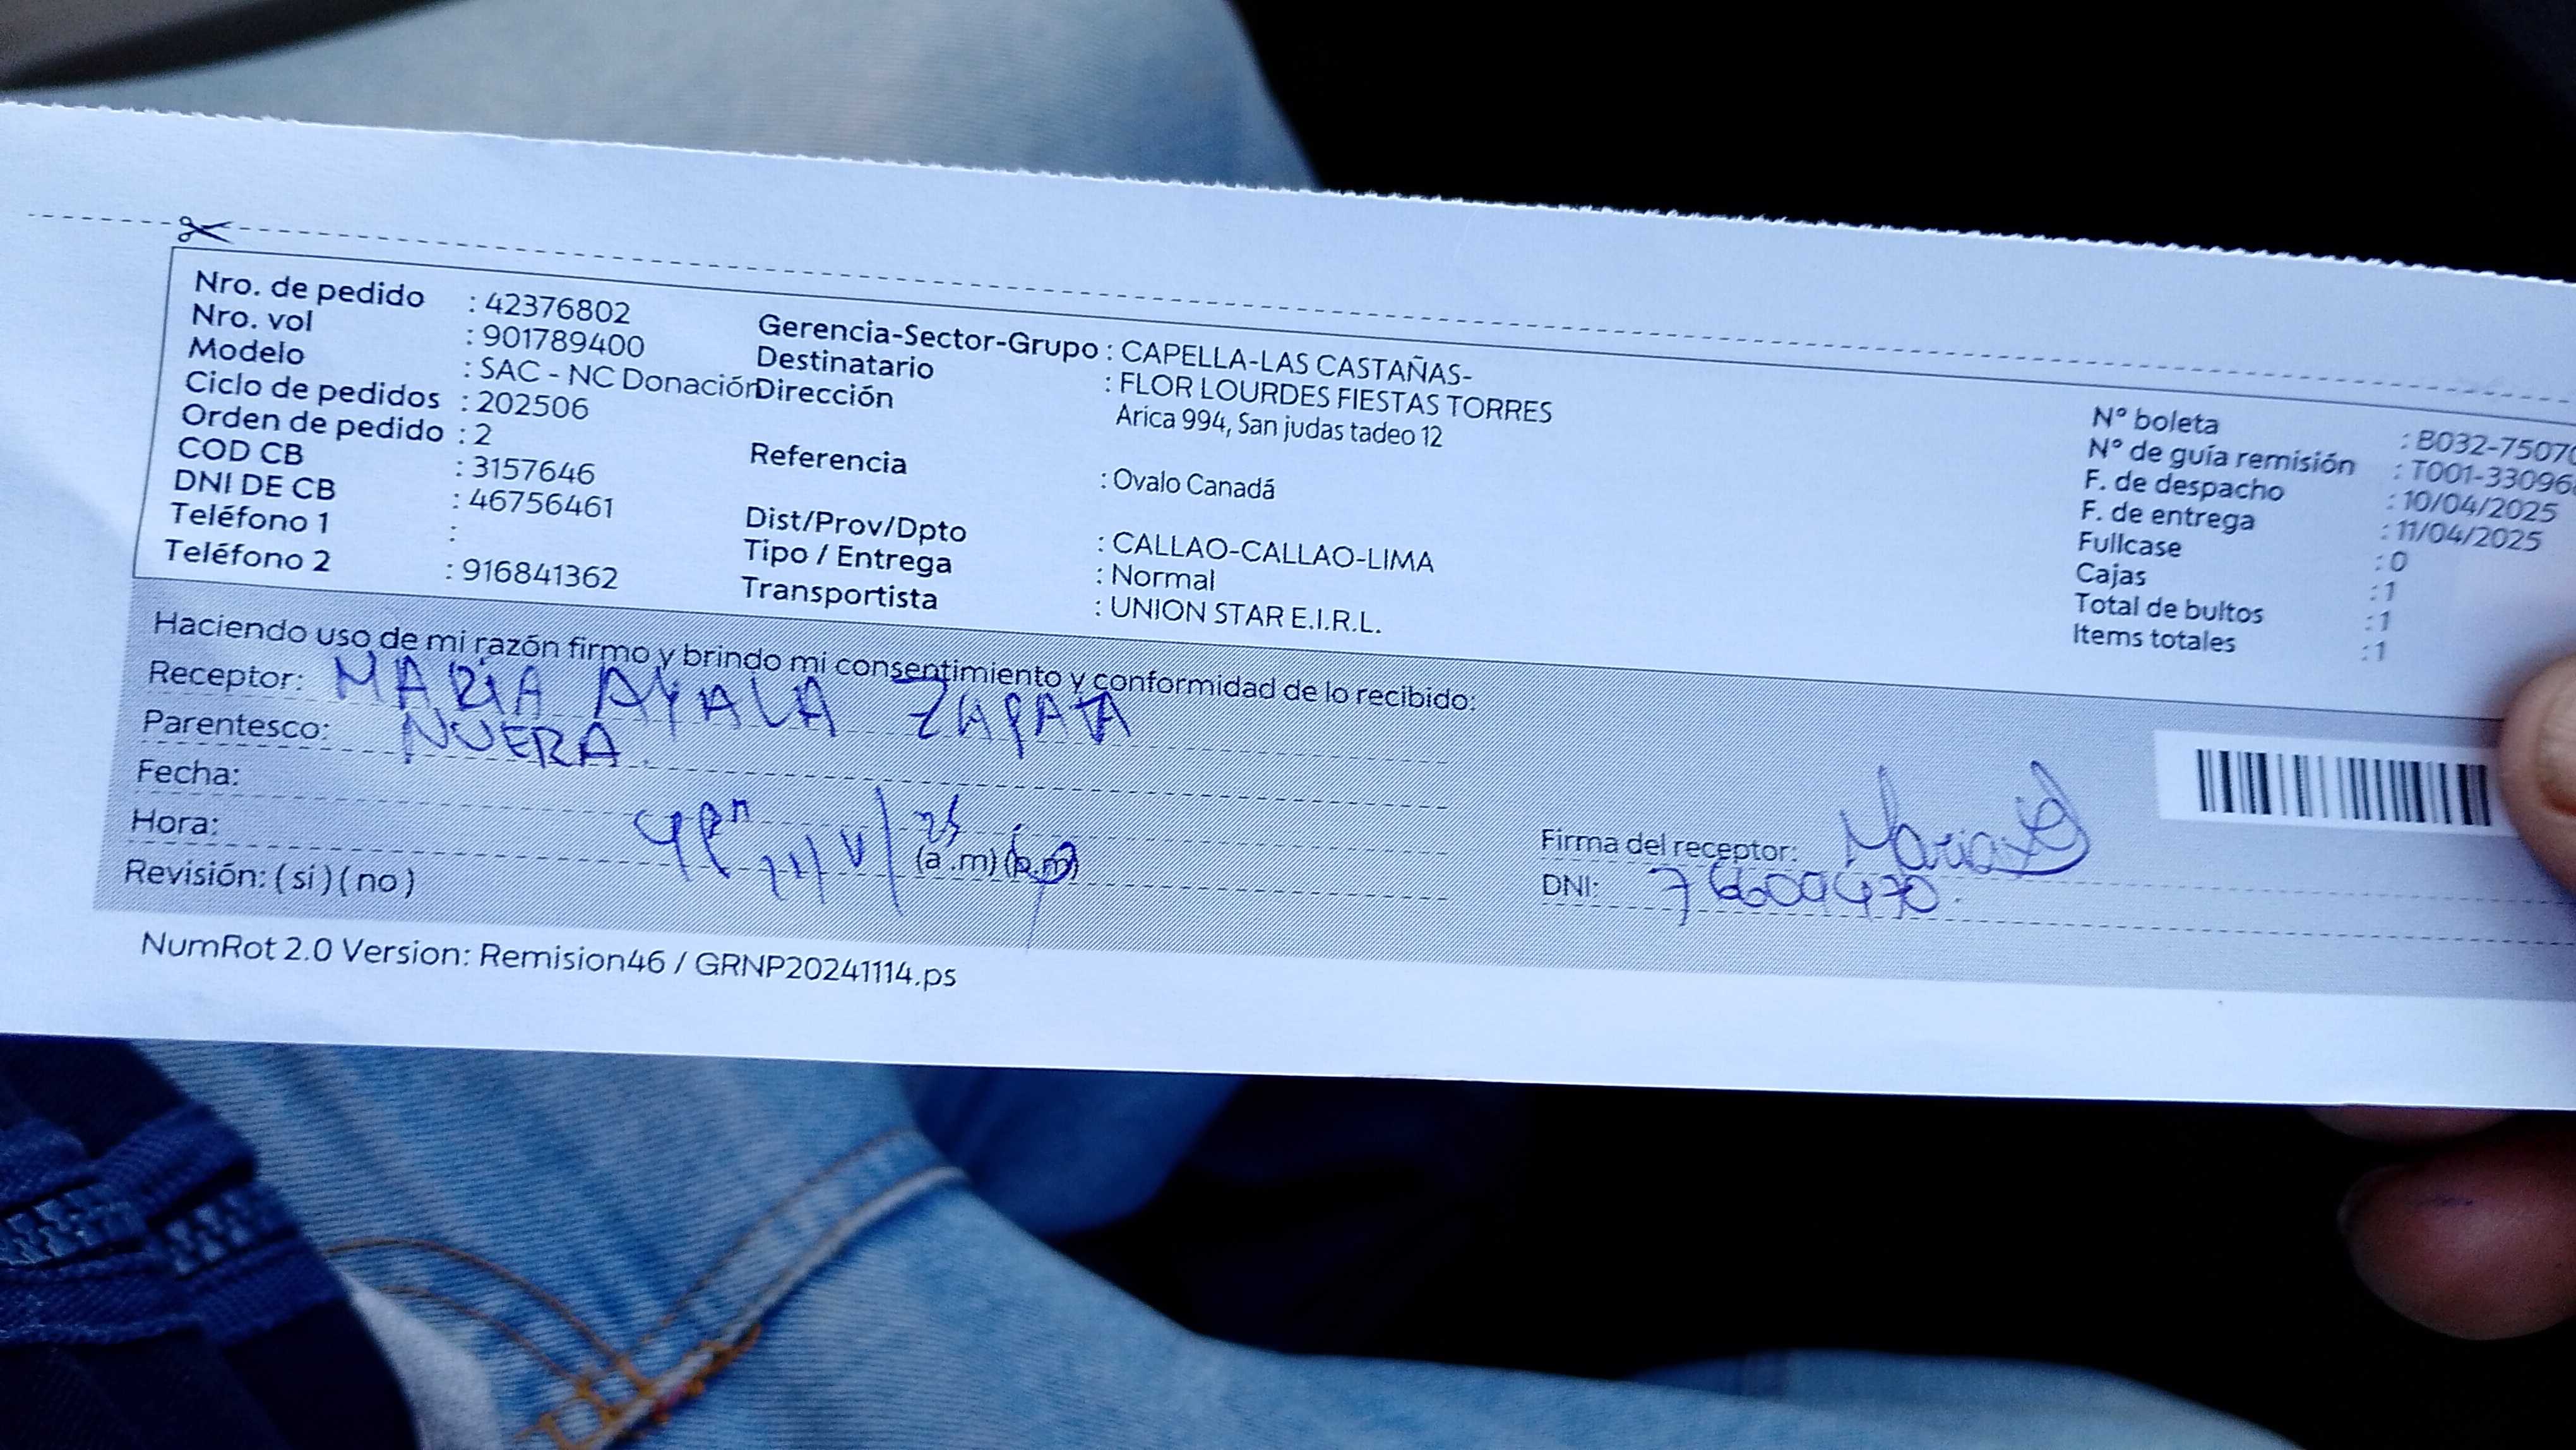 Nro. de pedido : 42376802
Nro. vol : 901789400
Modelo : SAC - NC Donación
Ciclo de pedidos : 202506
Orden de pedido : 2
COD CB : 3157646
DNI DE CB : 46756461
Teléfono 1 :
Teléfono 2 : 916841362
Gerencia-Sector-Grupo : CAPELLA-LAS CASTAÑAS-
Destinatario : FLOR LOURDES FIESTAS TORRES
Dirección Arica 994, San judas tadeo 12
Referencia : Ovalo Canadá
Dist/Prov/Dpto : CALLAO-CALLAO-LIMA
Tipo / Entrega : Normal
Transportista : UNION STAR E.I.R.L.
N° boleta : B032-7507
N° de guía remisión : T001-33096
F. de despacho : 10/04/2025
F. de entrega : 11/04/2025
Fullcase : 0
Cajas : 1
Total de bultos : 1
Items totales : 1
Haciendo uso de mi razón firmo y brindo mi consentimiento y conformidad de lo recibido:
Receptor: MARIA AYALA ZAPATA
Parentesco: NUERA
Fecha:
Hora: (a.m) (p.m)
Revisión: ( si ) ( no )
Firma del receptor: Maria
DNI:
NumRot 2.0 Version: Remision46 / GRNP20241114.ps